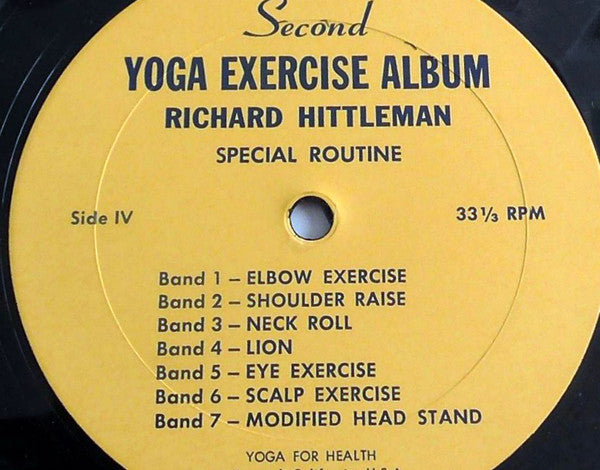 Second
YOGA EXERCISE ALBUM
RICHARD HITTLEMAN
SPECIAL ROUTINE
Side IV
33⅓ RPM
Band 1 – ELBOW EXERCISE
Band 2 – SHOULDER RAISE
Band 3 – NECK ROLL
Band 4 – LION
Band 5 – EYE EXERCISE
Band 6 – SCALP EXERCISE
Band 7 – MODIFIED HEAD STAND
YOGA FOR HEALTH